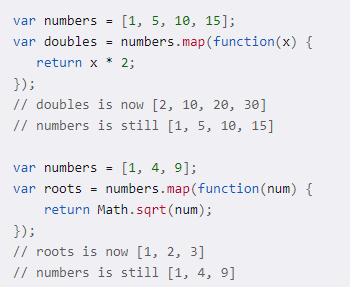 var numbers = [1, 5, 10, 15];
var doubles = numbers.map(function(x) {
   return x * 2;
});
// doubles is now [2, 10, 20, 30]
// numbers is still [1, 5, 10, 15]

var numbers = [1, 4, 9];
var roots = numbers.map(function(num) {
    return Math.sqrt(num);
});
// roots is now [1, 2, 3]
// numbers is still [1, 4, 9]